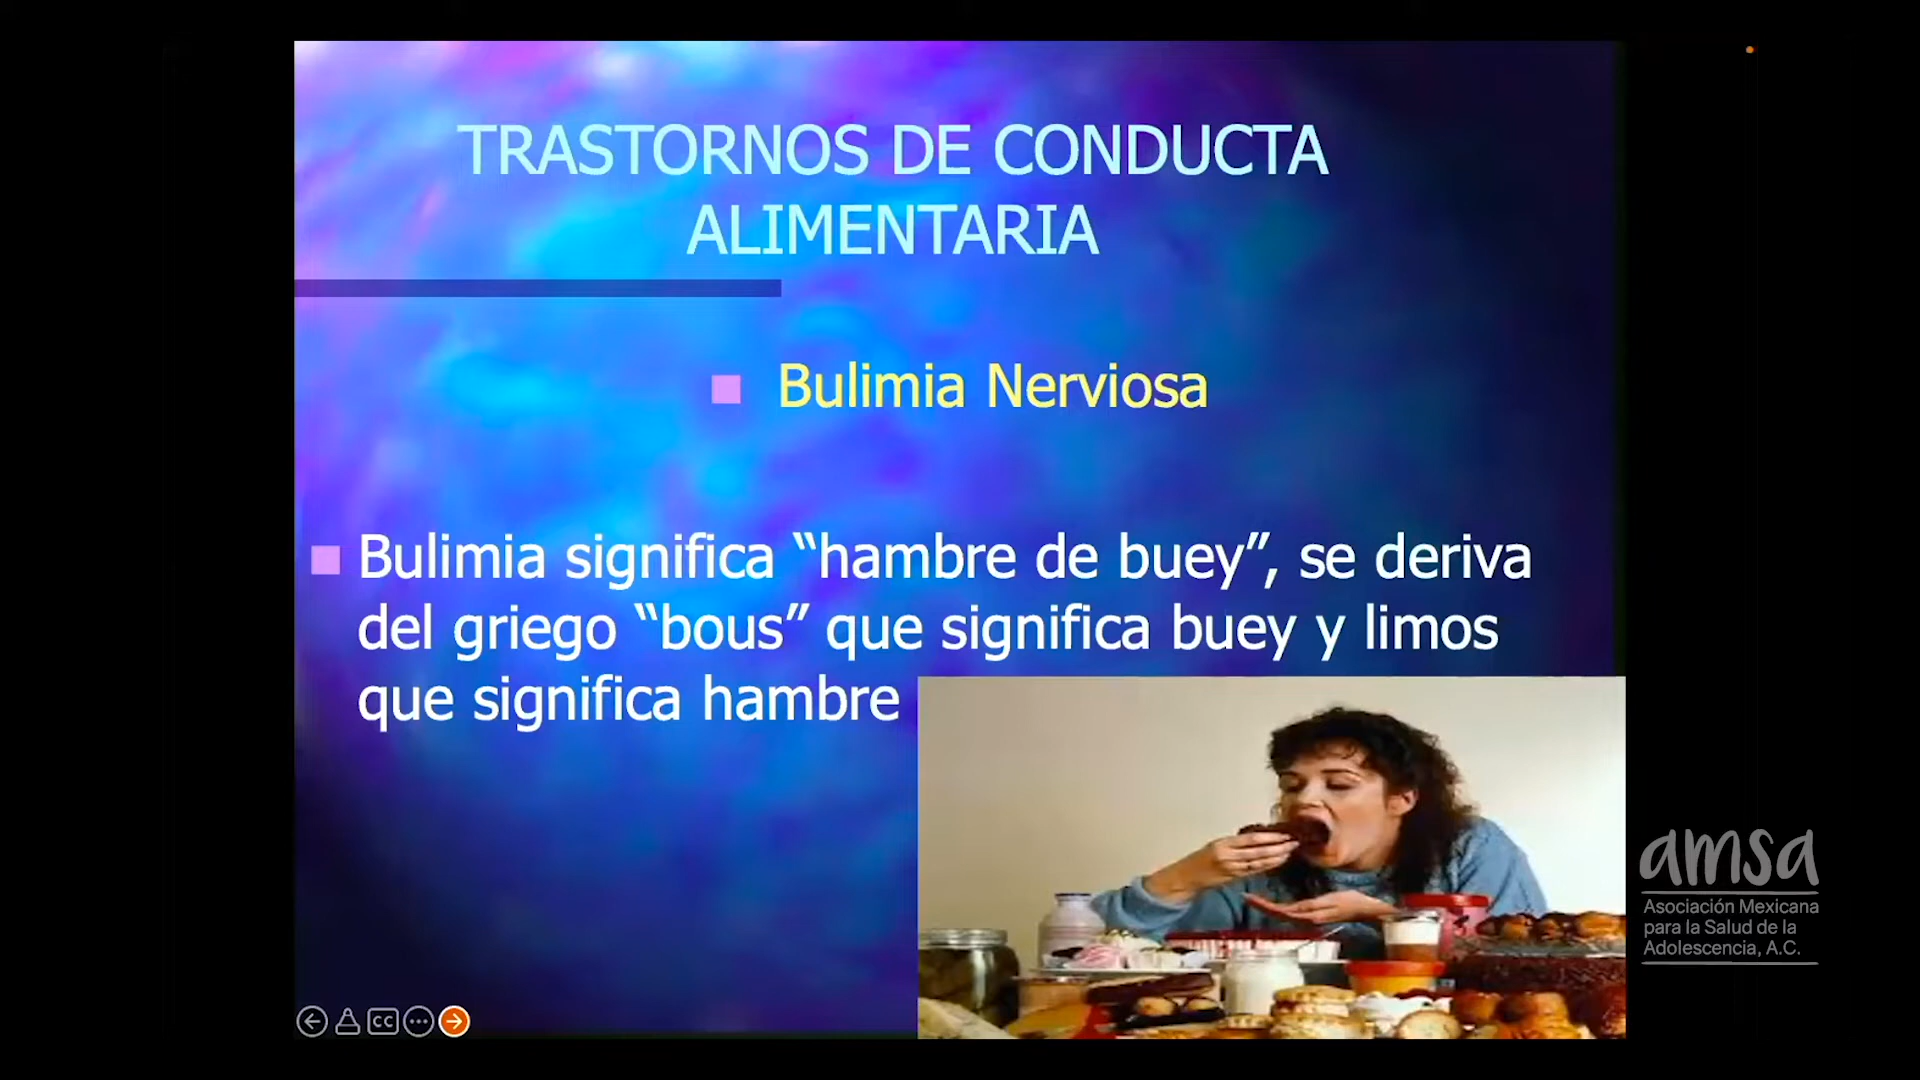 TRASTORNOS DE CONDUCTA
ALIMENTARIA
Bulimia Nerviosa
Bulimia significa “hambre de buey”, se deriva
del griego “bous” que significa buey y limos
que significa hambre
amsa
Asociación Mexicana
para la Salud de la
Adolescencia, A.C.
CC